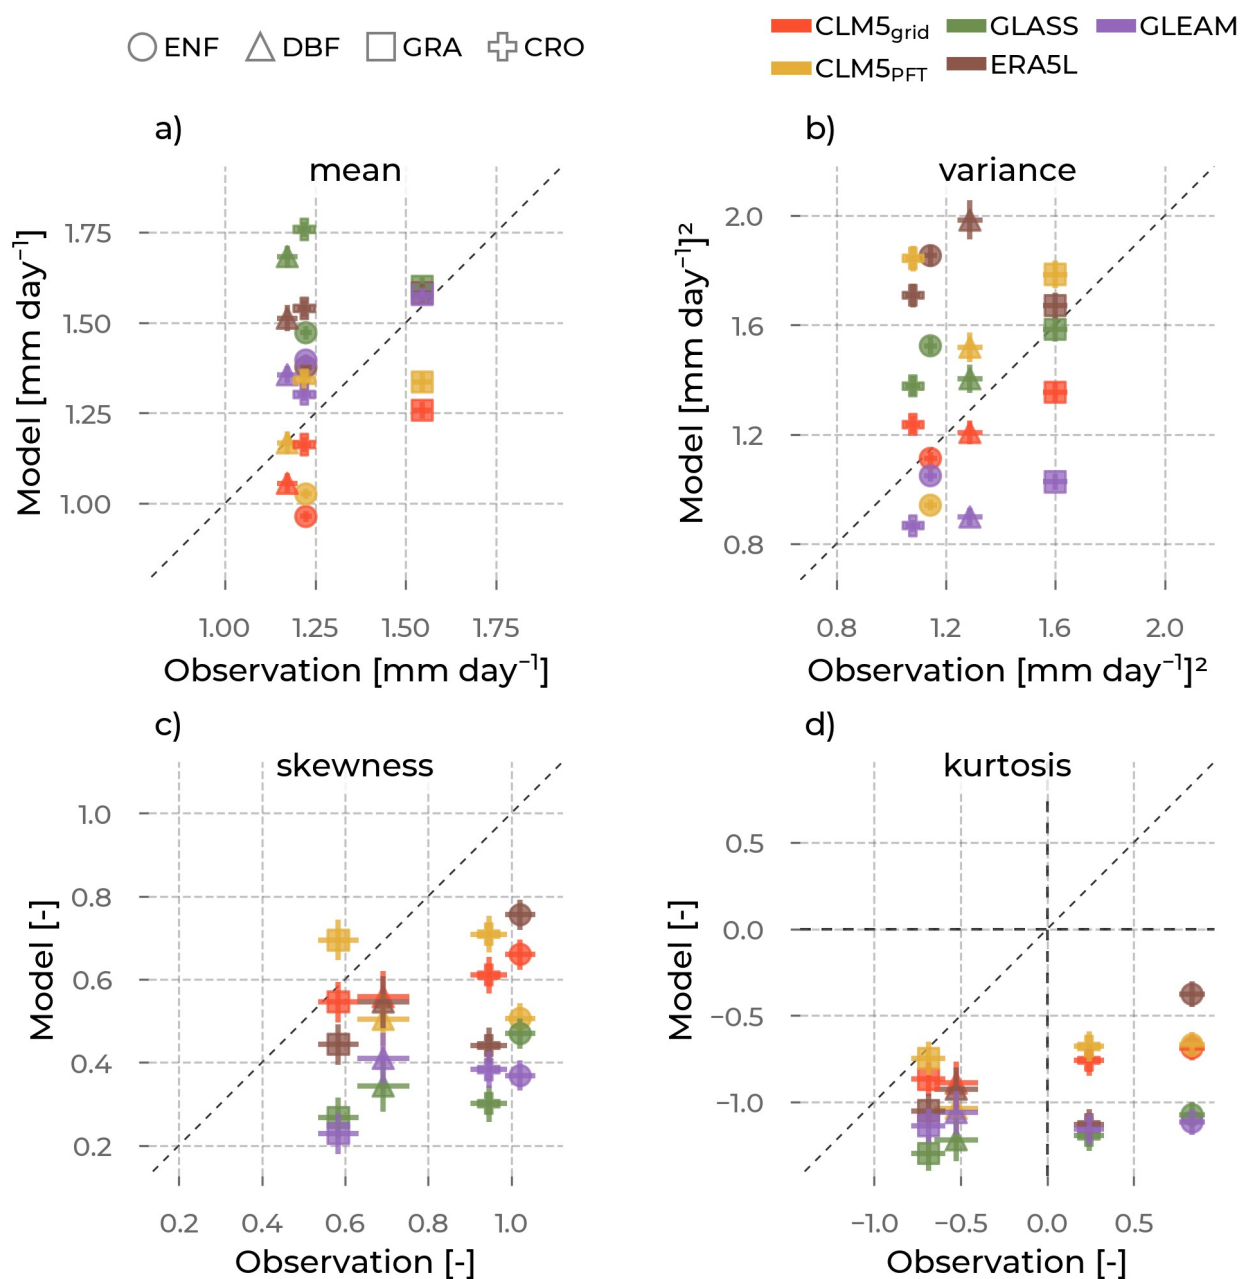 ENF DBF GRA CRO
CLM5grid GLASS GLEAM
CLM5PFT ERA5L
a) b)
mean
Model [mm day⁻¹]
1.75
1.50
1.25
1.00
1.00 1.25 1.50 1.75
Observation [mm day⁻¹]
variance
Model [mm day⁻¹]²
2.0
1.6
1.2
0.8
0.8 1.2 1.6 2.0
Observation [mm day⁻¹]²
c) d)
skewness
Model [-]
1.0
0.8
0.6
0.4
0.2
0.2 0.4 0.6 0.8 1.0
Observation [-]
kurtosis
Model [-]
0.5
0.0
−0.5
−1.0
−1.0 −0.5 0.0 0.5
Observation [-]